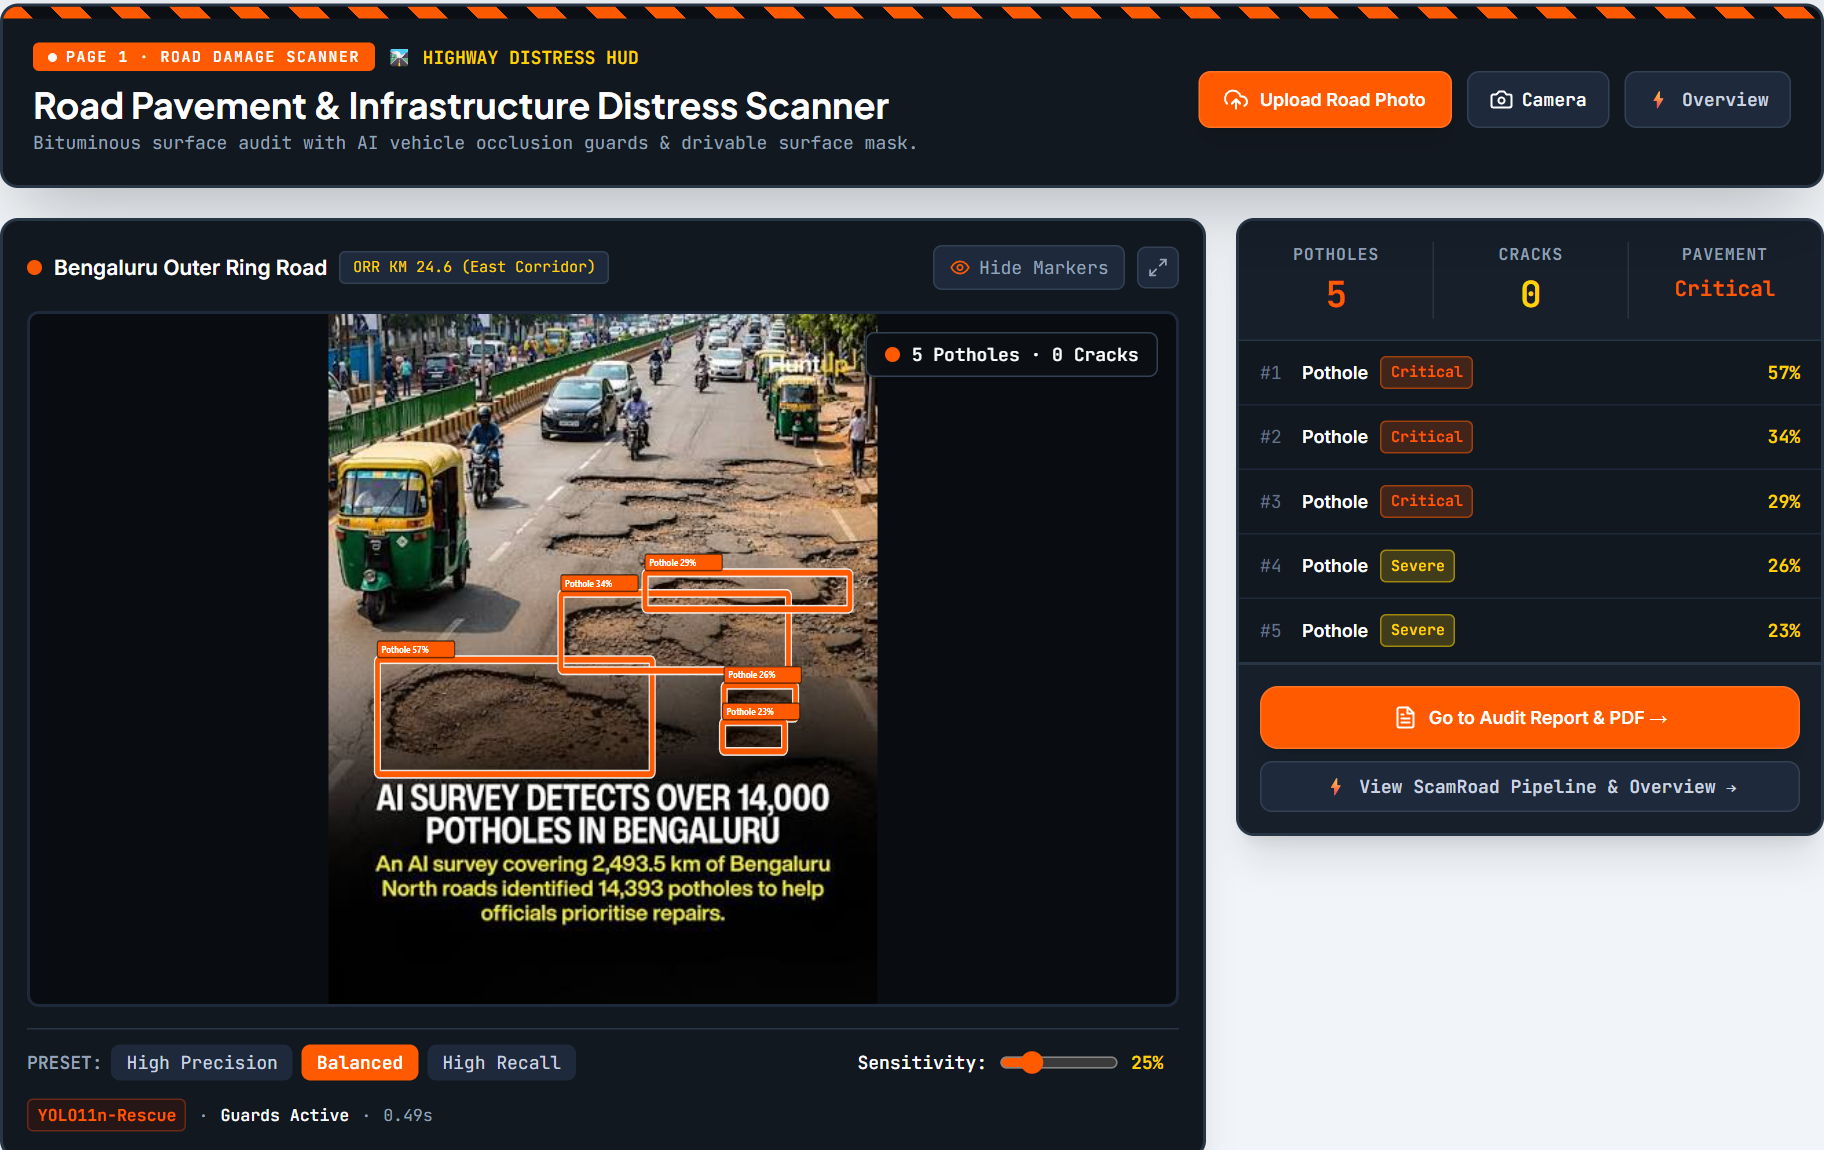 PAGE 1 · ROAD DAMAGE SCANNER
HIGHWAY DISTRESS HUD
Road Pavement & Infrastructure Distress Scanner
Bituminous surface audit with AI vehicle occlusion guards & drivable surface mask.
Upload Road Photo
Camera
Overview
Bengaluru Outer Ring Road
ORR KM 24.6 (East Corridor)
Hide Markers
HuntUp!
5 Potholes · 0 Cracks
Pothole 29%
Pothole 34%
Pothole 57%
Pothole 26%
Pothole 23%
AI SURVEY DETECTS OVER 14,000
POTHOLES IN BENGALURU
An AI survey covering 2,493.5 km of Bengaluru
North roads identified 14,393 potholes to help
officials prioritise repairs.
PRESET:
High Precision
Balanced
High Recall
Sensitivity:
25%
YOLO11n-Rescue · Guards Active · 0.49s
POTHOLES
5
CRACKS
0
PAVEMENT
Critical
#1 Pothole Critical 57%
#2 Pothole Critical 34%
#3 Pothole Critical 29%
#4 Pothole Severe 26%
#5 Pothole Severe 23%
Go to Audit Report & PDF →
View ScamRoad Pipeline & Overview →